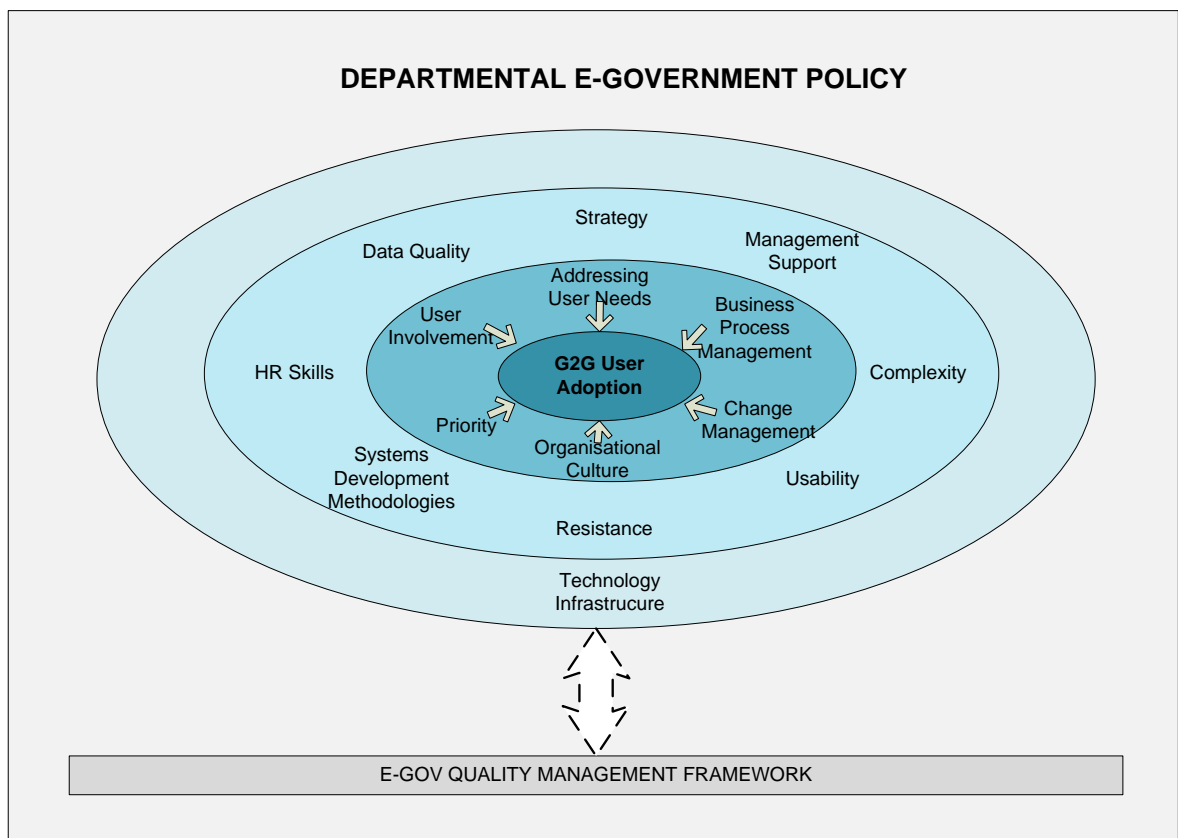 DEPARTMENTAL E-GOVERNMENT POLICY
Strategy
Data Quality
Management
Support
Addressing
User Needs
User
Involvement
Business
Process
Management
HR Skills
G2G User
Adoption
Complexity
Priority
Change
Management
Organisational
Culture
Systems
Development
Methodologies
Usability
Resistance
Technology
Infrastrucure
E-GOV QUALITY MANAGEMENT FRAMEWORK